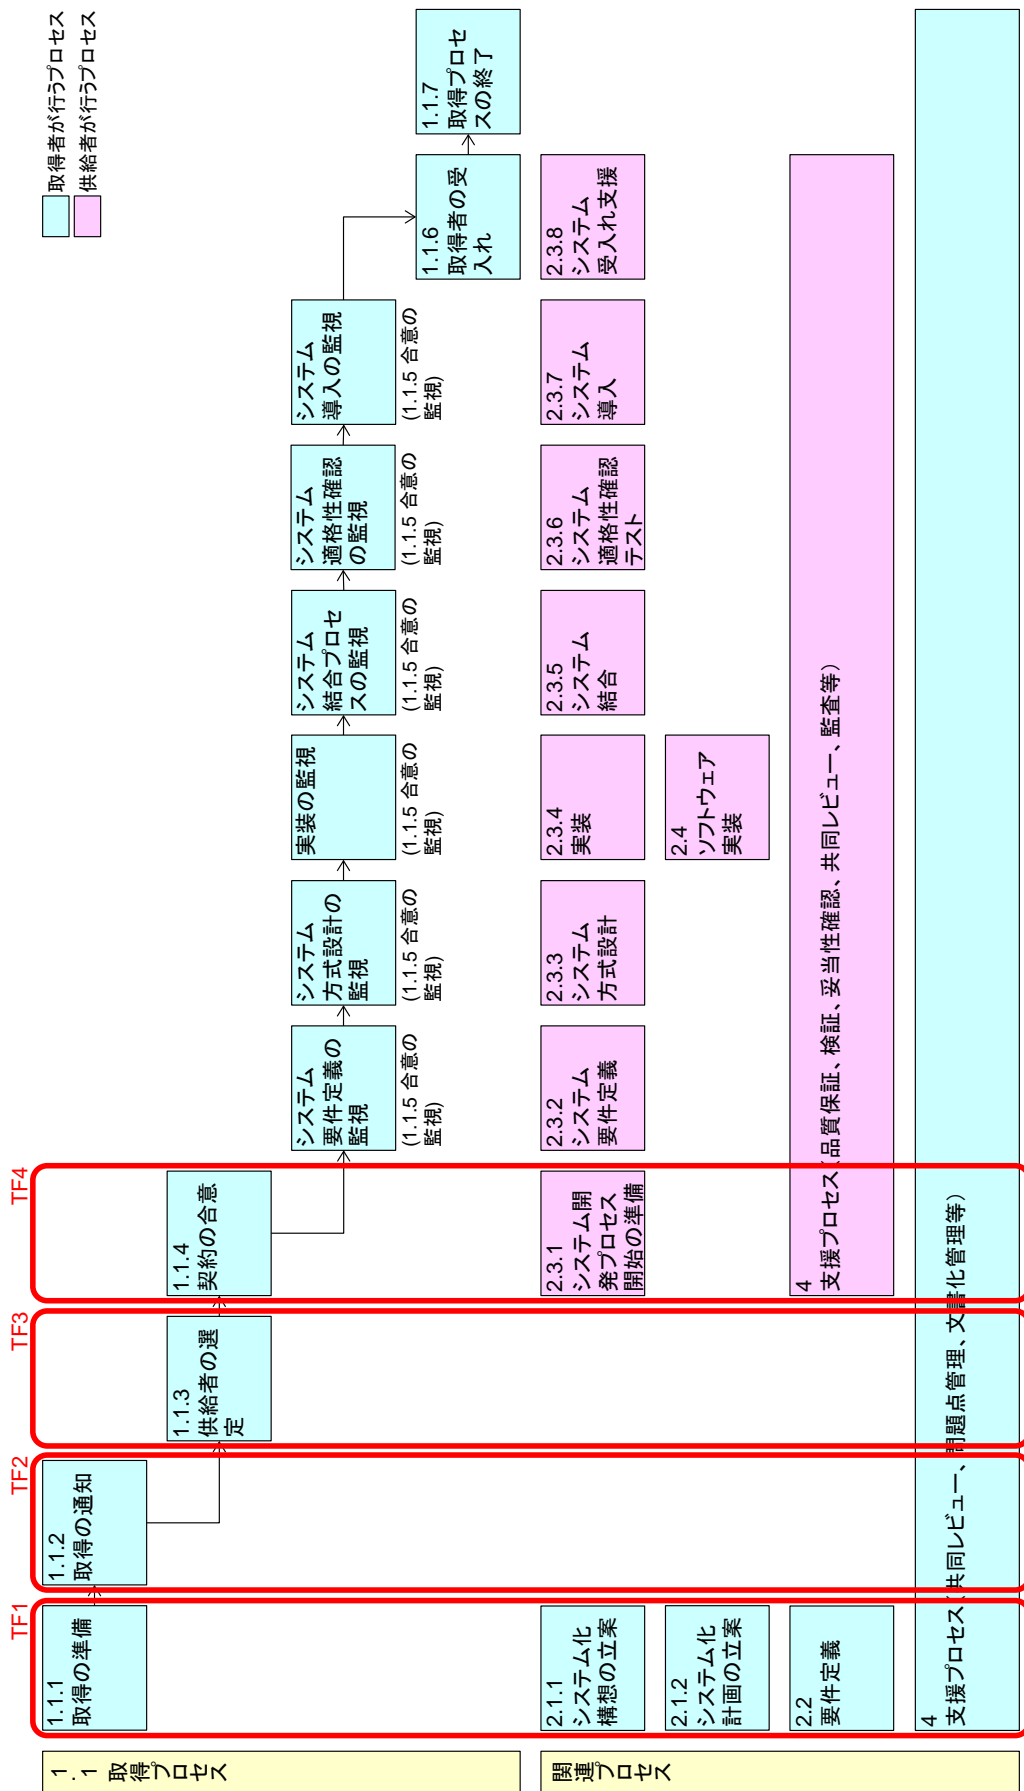 取得者が行うプロセス
供給者が行うプロセス
TF1
TF2
TF3
TF4
1.1 取得プロセス
1.1.1
取得の準備
1.1.2
取得の通知
1.1.3
供給者の選
定
1.1.4
契約の合意
システム
要件定義の
監視
(1.1.5 合意の
監視)
システム
方式設計の
監視
(1.1.5 合意の
監視)
実装の監視
(1.1.5 合意の
監視)
システム
結合プロセ
スの監視
(1.1.5 合意の
監視)
システム
適格性確認
の監視
(1.1.5 合意の
監視)
システム
導入の監視
(1.1.5 合意の
監視)
1.1.6
取得者の受
入れ
1.1.7
取得プロセ
スの終了
関連プロセス
2.1.1
システム化
構想の立案
2.1.2
システム化
計画の立案
2.2
要件定義
2.3.1
システム開
発プロセス
開始の準備
2.3.2
システム
要件定義
2.3.3
システム
方式設計
2.3.4
実装
2.4
ソフトウェア
実装
2.3.5
システム
結合
2.3.6
システム
適格性確認
テスト
2.3.7
システム
導入
2.3.8
システム
受入れ支援
4
支援プロセス(品質保証、検証、妥当性確認、共同レビュー、監査等)
4
支援プロセス(共同レビュー、問題点管理、文書化管理等)